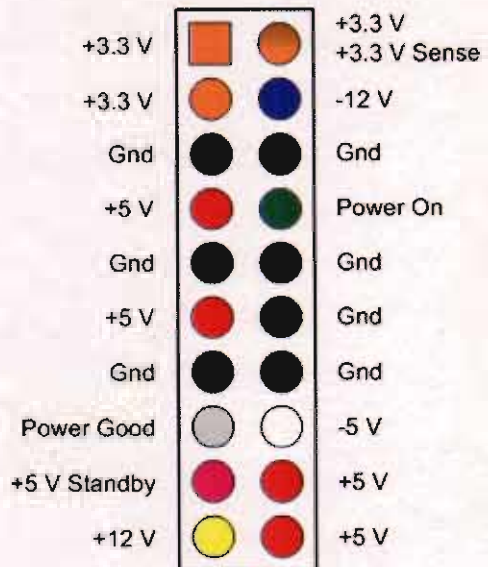 +3.3 V
+3.3 V
+3.3 V Sense
+3.3 V
-12 V
Gnd
Gnd
+5 V
Power On
Gnd
Gnd
+5 V
Gnd
Gnd
Gnd
Power Good
-5 V
+5 V Standby
+5 V
+12 V
+5 V